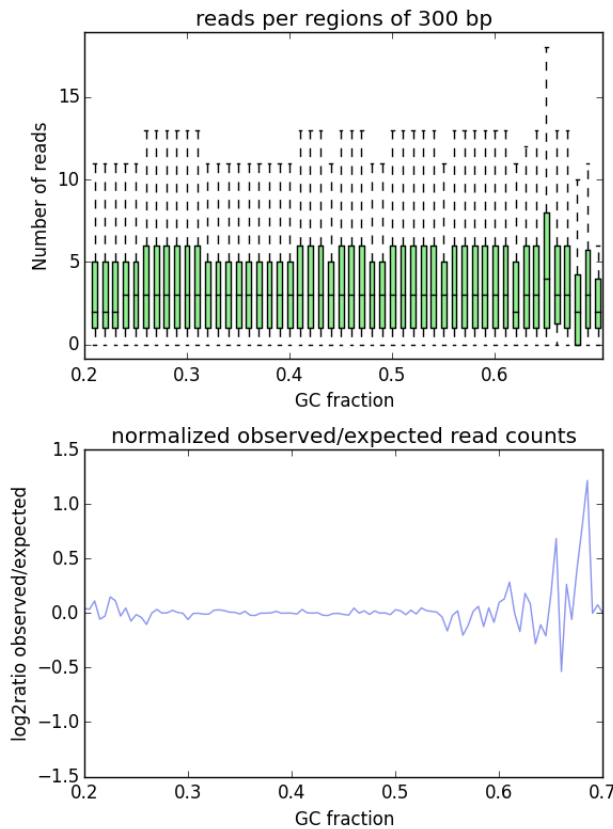 reads per regions of 300 bp
Number of reads
15
10
5
0
0.2 0.3 0.4 0.5 0.6
GC fraction
normalized observed/expected read counts
log2ratio observed/expected
1.5
1.0
0.5
0.0
−0.5
−1.0
−1.5
0.2 0.3 0.4 0.5 0.6 0.7
GC fraction